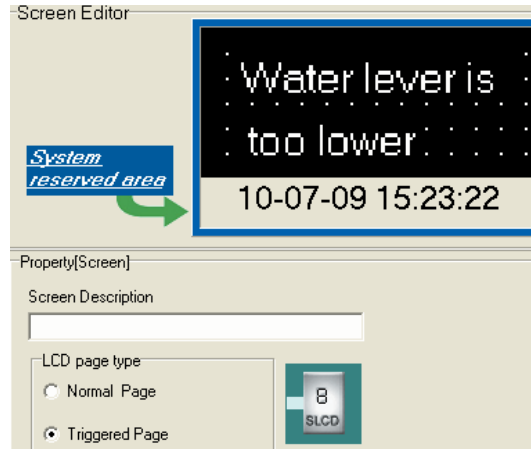 Screen Editor
Water lever is
too lower
System
reserved area
10-07-09 15:23:22
Property[Screen]
Screen Description
LCD page type
Normal Page
8
SLCD
Triggered Page